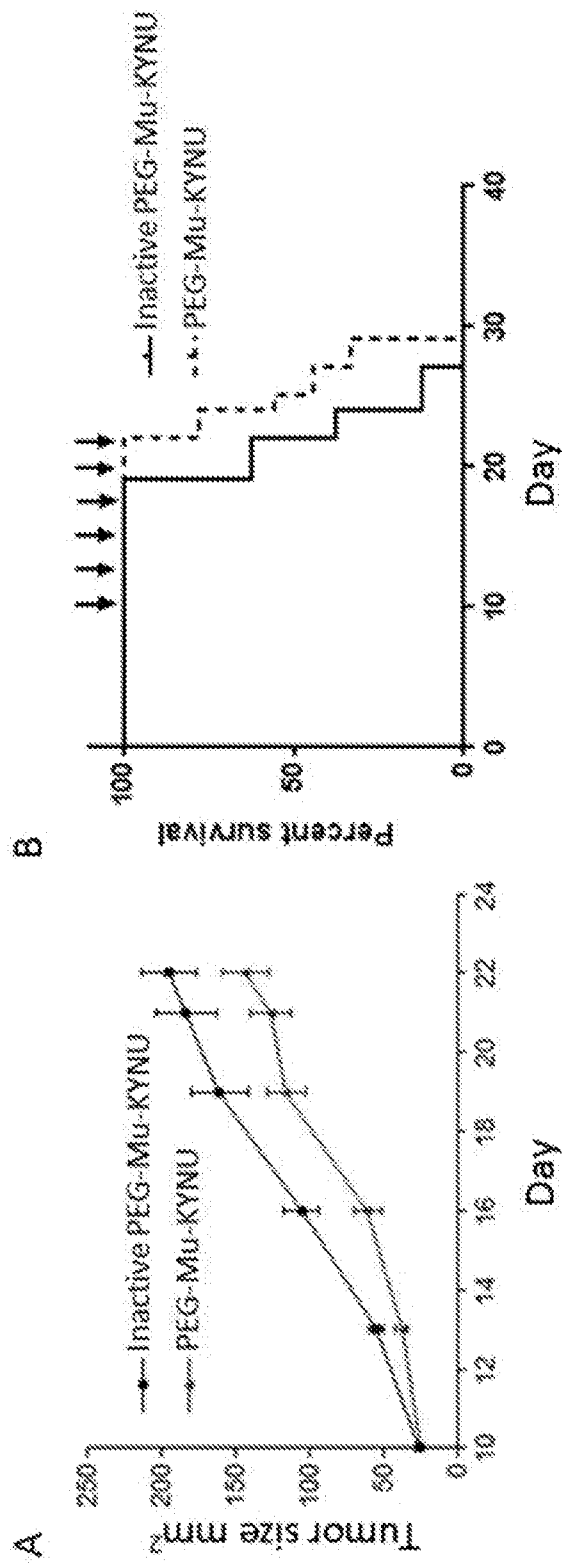 A
Inactive PEG-Mu-KYNU
PEG-Mu-KYNU
Tumor size mm²
250
200
150
100
50
0
10 12 14 16 18 20 22 24
Day
B
Inactive PEG-Mu-KYNU
PEG-Mu-KYNU
Percent survival
100
50
0
0 10 20 30 40
Day